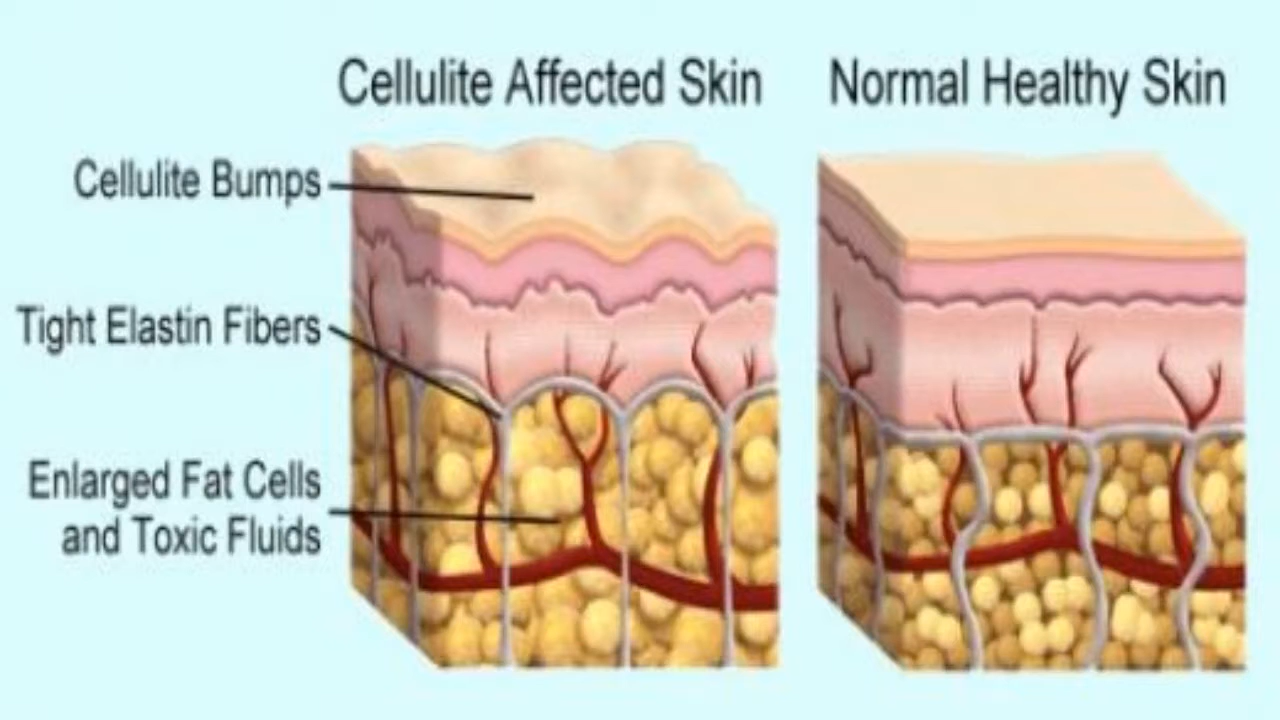 Cellulite Affected Skin
Normal Healthy Skin
Cellulite Bumps
Tight Elastin Fibers
Enlarged Fat Cells
and Toxic Fluids